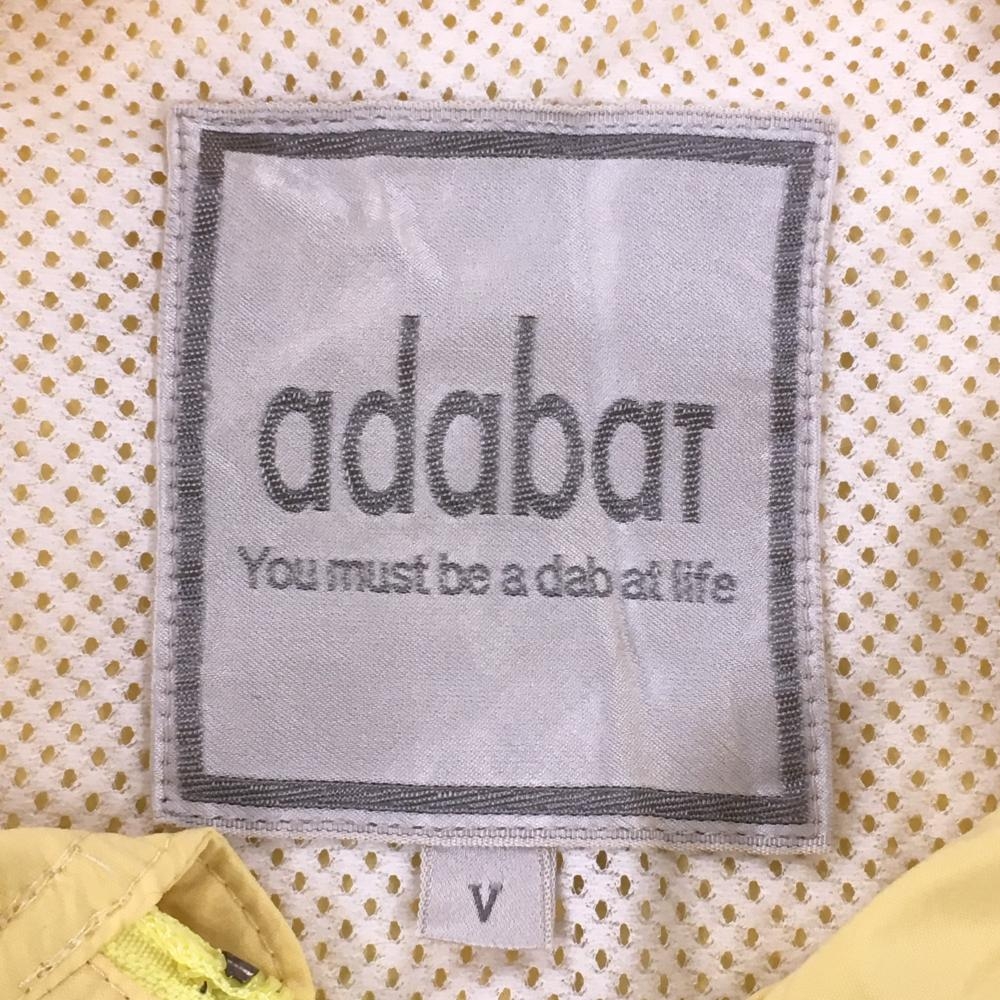 adabat
You must be a dab at life
V